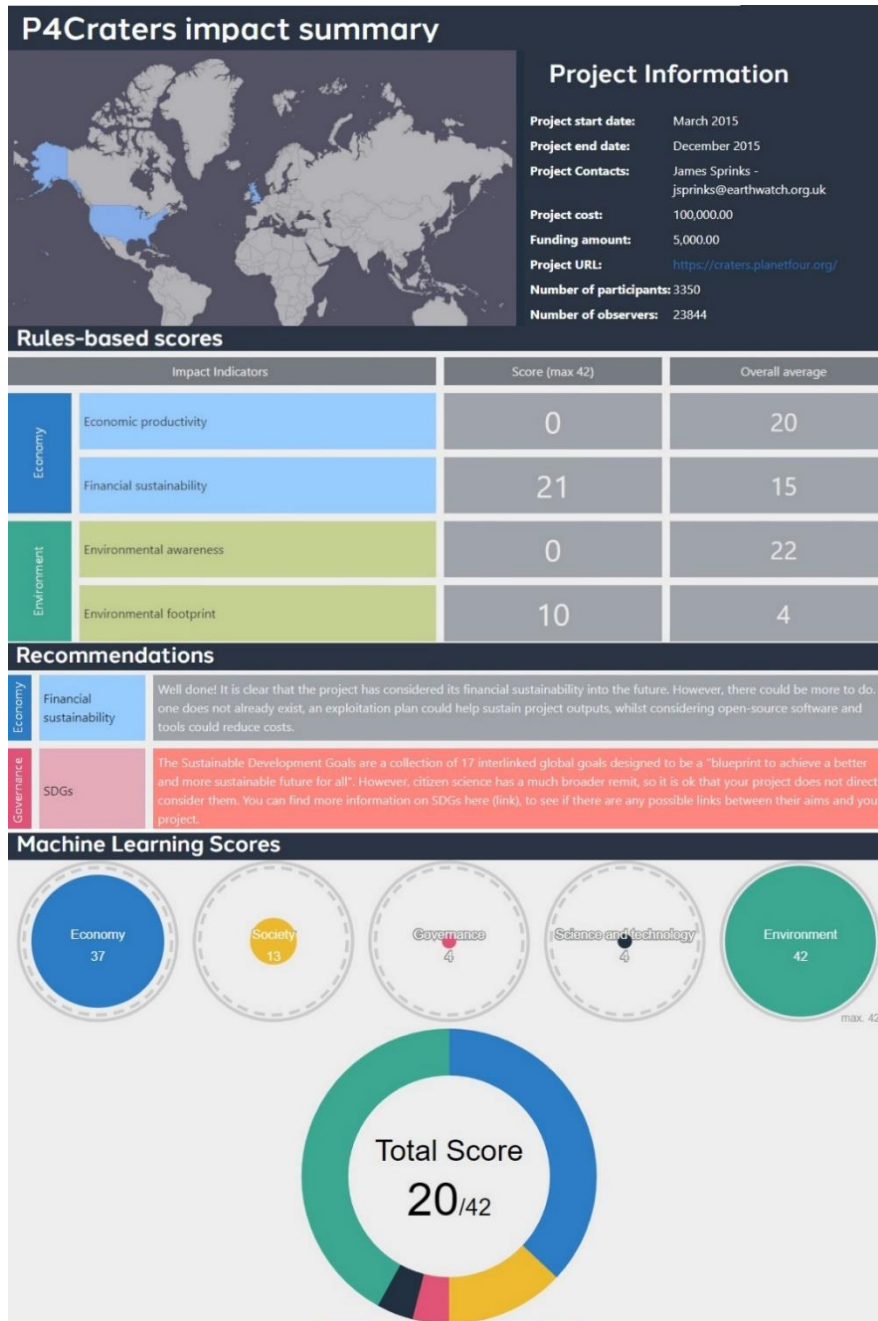 P4Craters impact summary
Project Information
Project start date: March 2015
Project end date: December 2015
Project Contacts: James Sprinks -
jsprinks@earthwatch.org.uk
Project cost: 100,000.00
Funding amount: 5,000.00
Project URL: https://craters.planetfour.org/
Number of participants: 3350
Number of observers: 23844
Rules-based scores
Impact Indicators Score (max 42) Overall average
Economy
Economic productivity 0 20
Financial sustainability 21 15
Environment
Environmental awareness 0 22
Environmental footprint 10 4
Recommendations
Economy
Financial
sustainability
Well done! It is clear that the project has considered its financial sustainability into the future. However, there could be more to do.
one does not already exist, an exploitation plan could help sustain project outputs, whilst considering open-source software and
tools could reduce costs.
Governance
SDGs
The Sustainable Development Goals are a collection of 17 interlinked global goals designed to be a "blueprint to achieve a better
and more sustainable future for all". However, citizen science has a much broader remit, so it is ok that your project does not direct
consider them. You can find more information on SDGs here (link), to see if there are any possible links between their aims and you
project.
Machine Learning Scores
Economy
37
Society
13
Governance
4
Science and technology
4
Environment
42
max. 42
Total Score
20/42